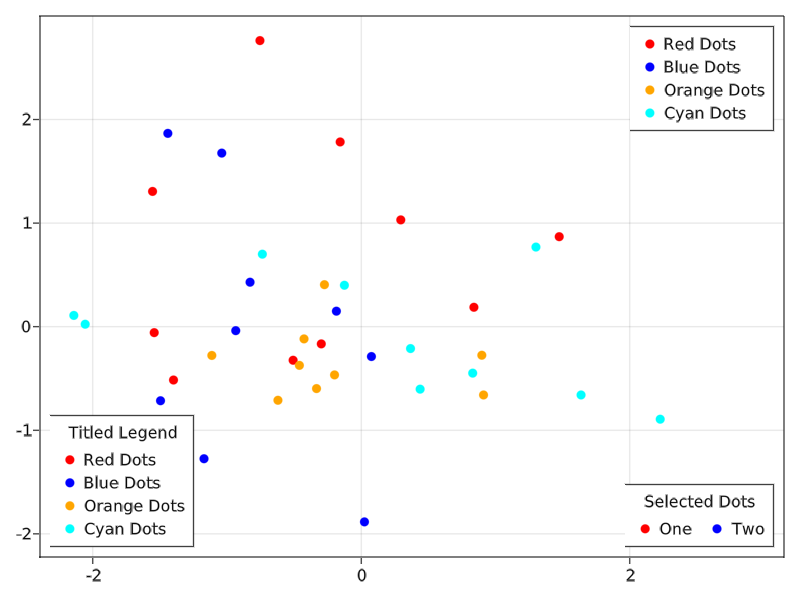 Red Dots
Blue Dots
Orange Dots
Cyan Dots
2
1
0
-1
-2
Titled Legend
Red Dots
Blue Dots
Orange Dots
Cyan Dots
Selected Dots
One Two
-2 0 2